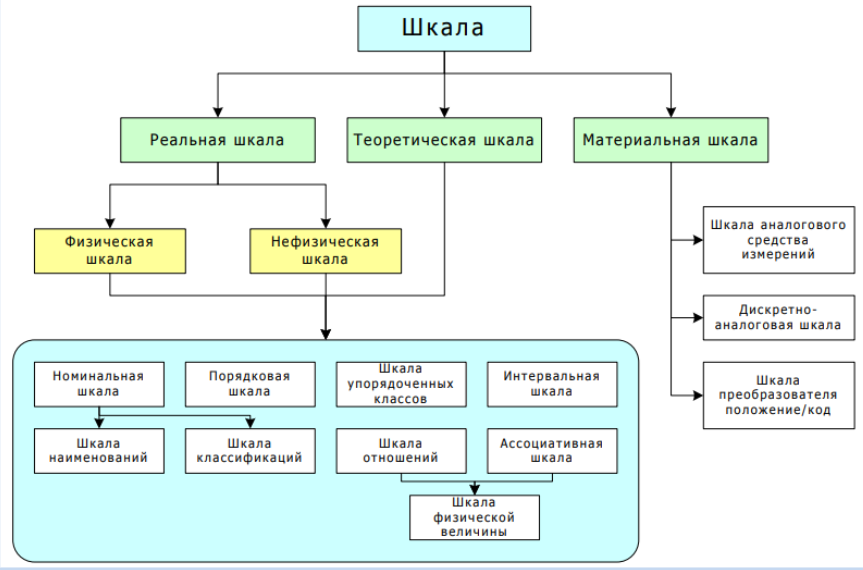 Шкала
Реальная шкала
Теоретическая шкала
Материальная шкала
Физическая
шкала
Нефизическая
шкала
Шкала аналогового
средства
измерений
Дискретно-
аналоговая шкала
Шкала
преобразователя
положение/код
Номинальная
шкала
Порядковая
шкала
Шкала
упорядоченных
классов
Интервальная
шкала
Шкала
наименований
Шкала
классификаций
Шкала
отношений
Ассоциативная
шкала
Шкала
физической
величины